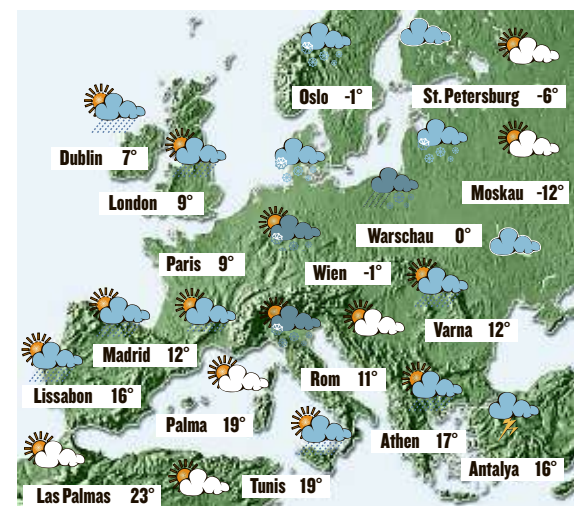 Oslo -1°
St. Petersburg -6°
Dublin 7°
Moskau -12°
London 9°
Warschau 0°
Paris 9°
Wien -1°
Varna 12°
Madrid 12°
Rom 11°
Lissabon 16°
Palma 19°
Athen 17°
Antalya 16°
Tunis 19°
Las Palmas 23°